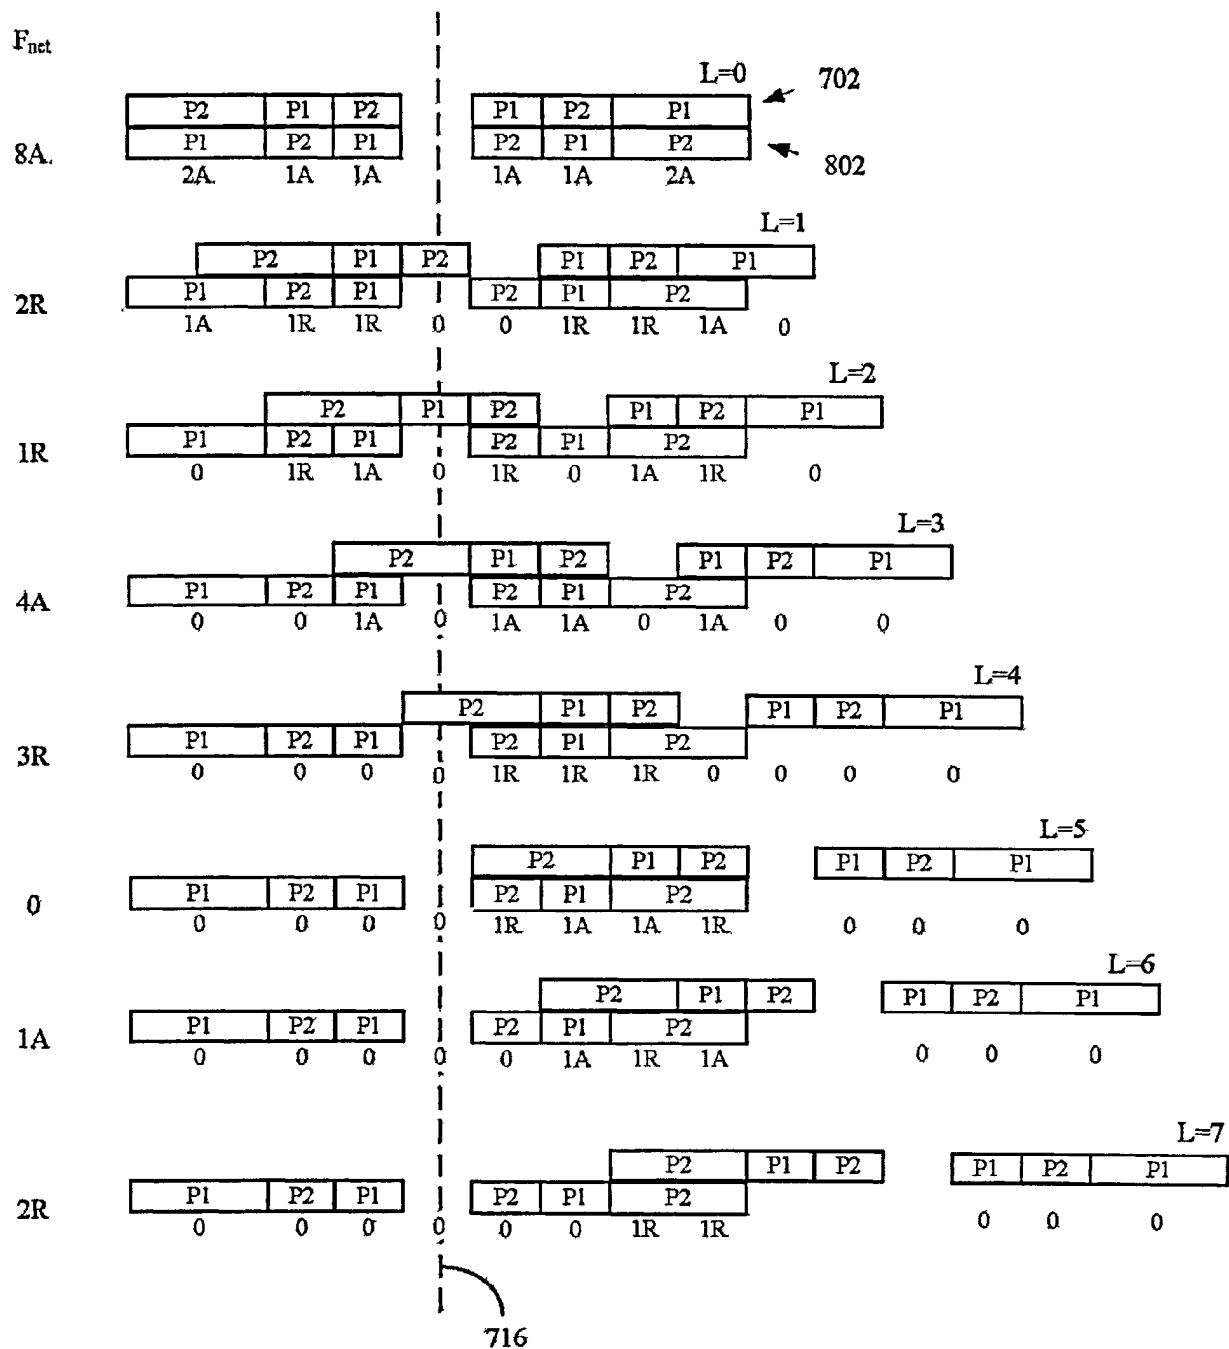 Fnet
L=0
702
P2 P1 P2 P1 P2 P1
8A. P1 P2 P1 P2 P1 P2
802
2A. 1A 1A 1A 1A 2A
L=1
P2 P1 P2 P1 P2 P1
2R P1 P2 P1 P2 P1 P2
1A 1R 1R 0 0 1R 1R 1A 0
L=2
P2 P1 P2 P1 P2 P1
1R P1 P2 P1 P2 P1 P2
0 1R 1A 0 1R 0 1A 1R 0
L=3
P2 P1 P2 P1 P2 P1
4A P1 P2 P1 P2 P1 P2
0 0 1A 0 1A 1A 0 1A 0 0
L=4
P2 P1 P2 P1 P2 P1
3R P1 P2 P1 P2 P1 P2
0 0 0 0 1R 1R 1R 0 0 0 0
L=5
P2 P1 P2 P1 P2 P1
0 P1 P2 P1 P2 P1 P2
0 0 0 0 1R 1A 1A 1R 0 0 0
L=6
P2 P1 P2 P1 P2 P1
1A P1 P2 P1 P2 P1 P2
0 0 0 0 0 1A 1R 1A 0 0 0
L=7
P2 P1 P2 P1 P2 P1
2R P1 P2 P1 P2 P1 P2
0 0 0 0 0 0 1R 1R 0 0 0
716